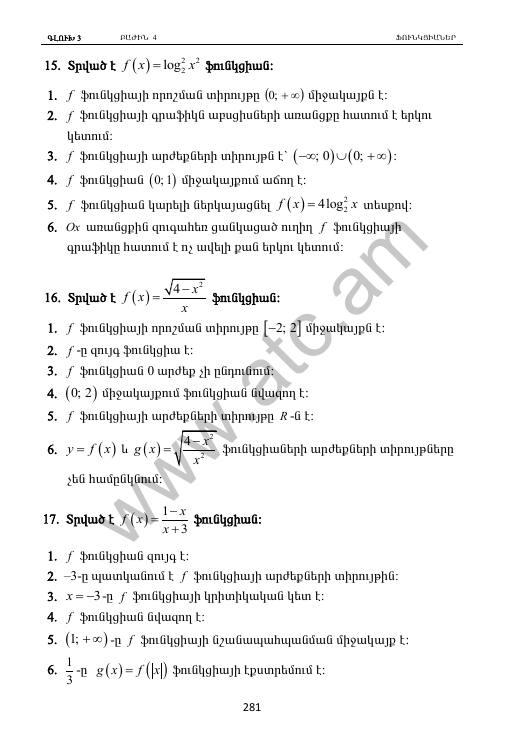 ԳԼՈՒԽ 3 ԲԱԺԻՆ 4 ՖՈՒՆԿՑԻԱՆԵՐ
15. Տրված է f(x) = log₂² x² ֆունկցիան:
1. f ֆունկցիայի որոշման տիրույթը (0; +∞) միջակայքն է:
2. f ֆունկցիայի գրաֆիկն աբսցիսների առանցքը հատում է երկու
կետում:
3. f ֆունկցիայի արժեքների տիրույթն է` (−∞; 0)∪(0; +∞):
4. f ֆունկցիան (0; 1) միջակայքում աճող է:
5. f ֆունկցիան կարելի ներկայացնել f(x) = 4log₂² x տեսքով:
6. Ox առանցքին զուգահեռ ցանկացած ուղիղ f ֆունկցիայի
գրաֆիկը հատում է ոչ ավելի քան երկու կետում:
16. Տրված է f(x) = √(4−x²)/x ֆունկցիան:
1. f ֆունկցիայի որոշման տիրույթը [−2; 2] միջակայքն է:
2. f -ը զույգ ֆունկցիա է:
3. f ֆունկցիան 0 արժեք չի ընդունում:
4. (0; 2) միջակայքում ֆունկցիան նվազող է:
5. f ֆունկցիայի արժեքների տիրույթը R -ն է:
6. y = f(x) և g(x) = √((4−x²)/x²) ֆունկցիաների արժեքների տիրույթները
չեն համընկնում:
17. Տրված է f(x) = (1−x)/(x+3) ֆունկցիան:
1. f ֆունկցիան զույգ է:
2. −3-ը պատկանում է f ֆունկցիայի արժեքների տիրույթին:
3. x = −3 -ը f ֆունկցիայի կրիտիկական կետ է:
4. f ֆունկցիան նվազող է:
5. (1; +∞) -ը f ֆունկցիայի նշանապահպանման միջակայք է:
6. 1/3 -ը g(x) = f(|x|) ֆունկցիայի էքստրեմում է:
281
www.atc.am